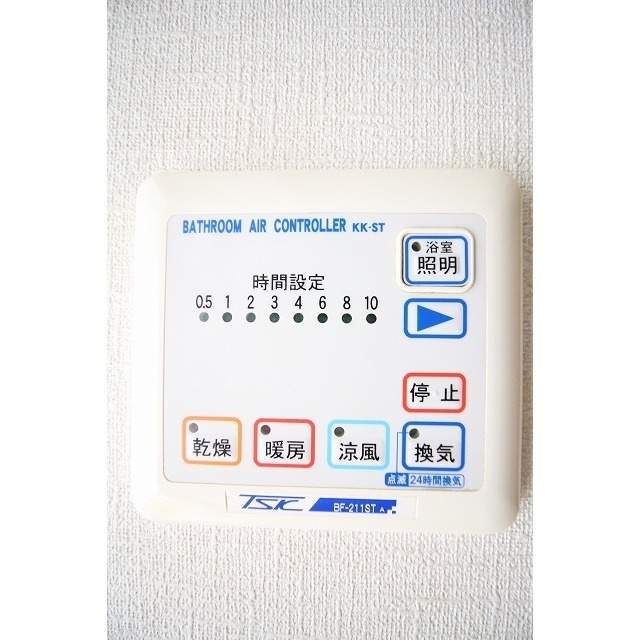 BATHROOM AIR CONTROLLER KK-ST
浴室
照明
時間設定
0.5 1 2 3 4 6 8 10
停止
乾燥
暖房
涼風
換気
点滅 24時間換気
TSK
BF-211ST A